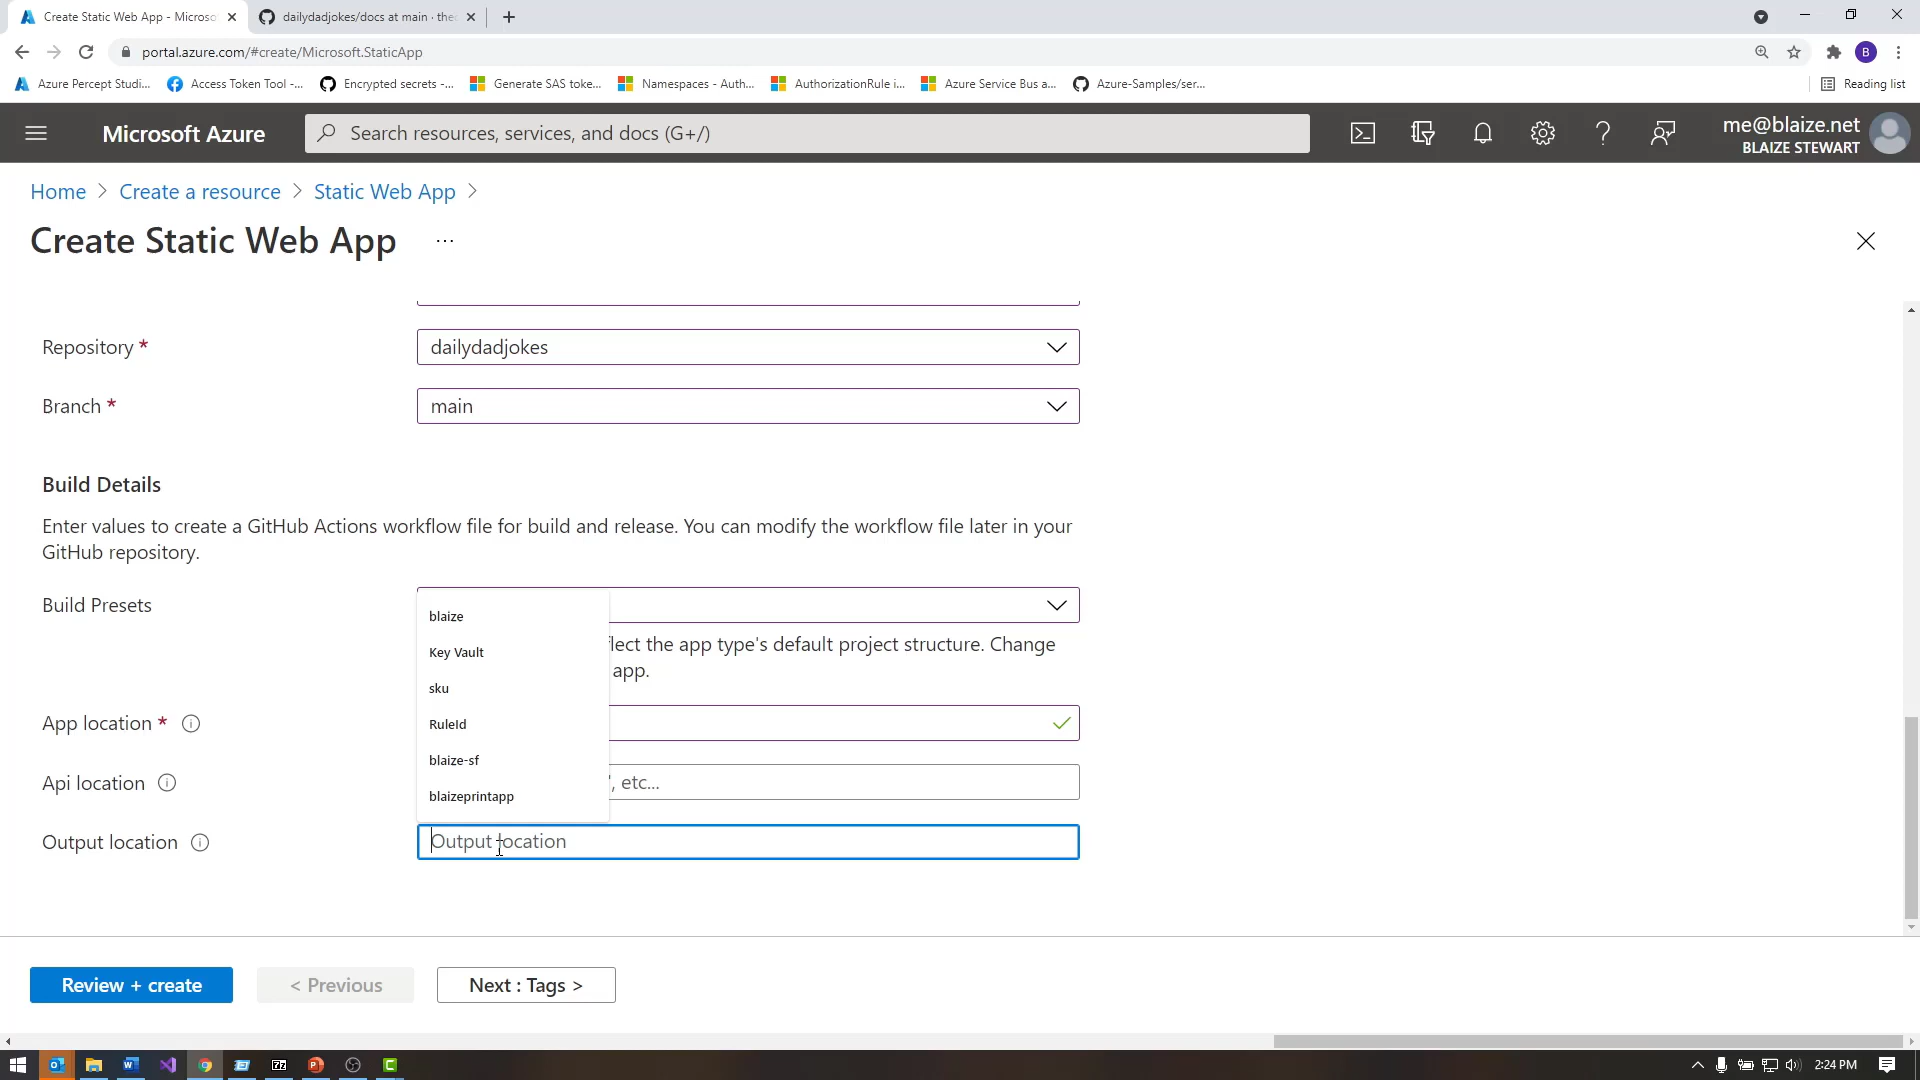 Create Static Web App - Microso
dailydadjokes/docs at main · thec
portal.azure.com/#create/Microsoft.StaticApp
B
Azure Percept Studi...
Access Token Tool -...
Encrypted secrets -...
Generate SAS toke...
Namespaces - Auth...
AuthorizationRule i...
Azure Service Bus a...
Azure-Samples/ser...
Reading list
Microsoft Azure
Search resources, services, and docs (G+/)
me@blaize.net
BLAIZE STEWART
Home > Create a resource > Static Web App >
Create Static Web App ...
Repository *
dailydadjokes
Branch *
main
Build Details
Enter values to create a GitHub Actions workflow file for build and release. You can modify the workflow file later in your
GitHub repository.
Build Presets
blaize
Key Vault
sku
RuleId
blaize-sf
blaizeprintapp
flect the app type's default project structure. Change
app.
App location *
Api location
, etc...
Output location
Output location
Review + create
< Previous
Next : Tags >
2:24 PM